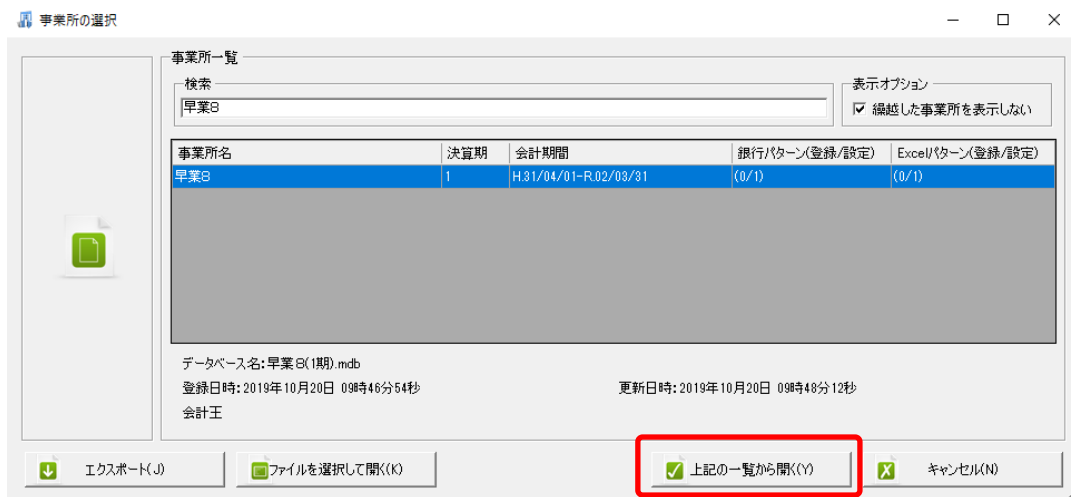 事業所の選択
事業所一覧
検索
早業8
表示オプション
繰越した事業所を表示しない
事業所名 決算期 会計期間 銀行パターン(登録/設定) Excelパターン(登録/設定)
早業8 1 H.31/04/01-R.02/03/31 (0/1) (0/1)
データベース名:早業8(1期).mdb
登録日時:2019年10月20日 09時46分54秒 更新日時:2019年10月20日 09時48分12秒
会計王
エクスポート(J) ファイルを選択して開く(K) 上記の一覧から開く(Y) キャンセル(N)